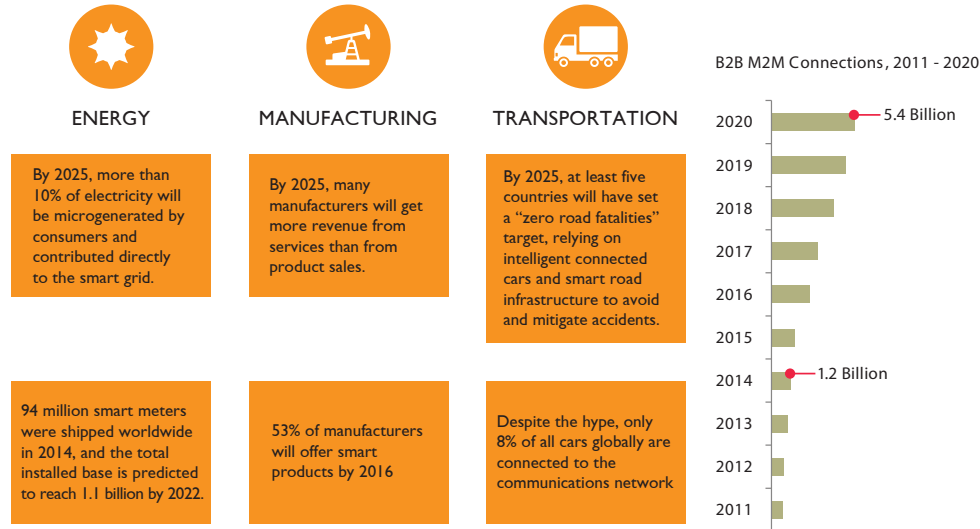 ENERGY
By 2025, more than
10% of electricity will
be microgenerated by
consumers and
contributed directly
to the smart grid.
94 million smart meters
were shipped worldwide
in 2014, and the total
installed base is predicted
to reach 1.1 billion by 2022.
MANUFACTURING
By 2025, many
manufacturers will get
more revenue from
services than from
product sales.
53% of manufacturers
will offer smart
products by 2016
TRANSPORTATION
By 2025, at least five
countries will have set
a “zero road fatalities”
target, relying on
intelligent connected
cars and smart road
infrastructure to avoid
and mitigate accidents.
Despite the hype, only
8% of all cars globally are
connected to the
communications network
B2B M2M Connections, 2011 - 2020
2020 5.4 Billion
2019
2018
2017
2016
2015
2014 1.2 Billion
2013
2012
2011